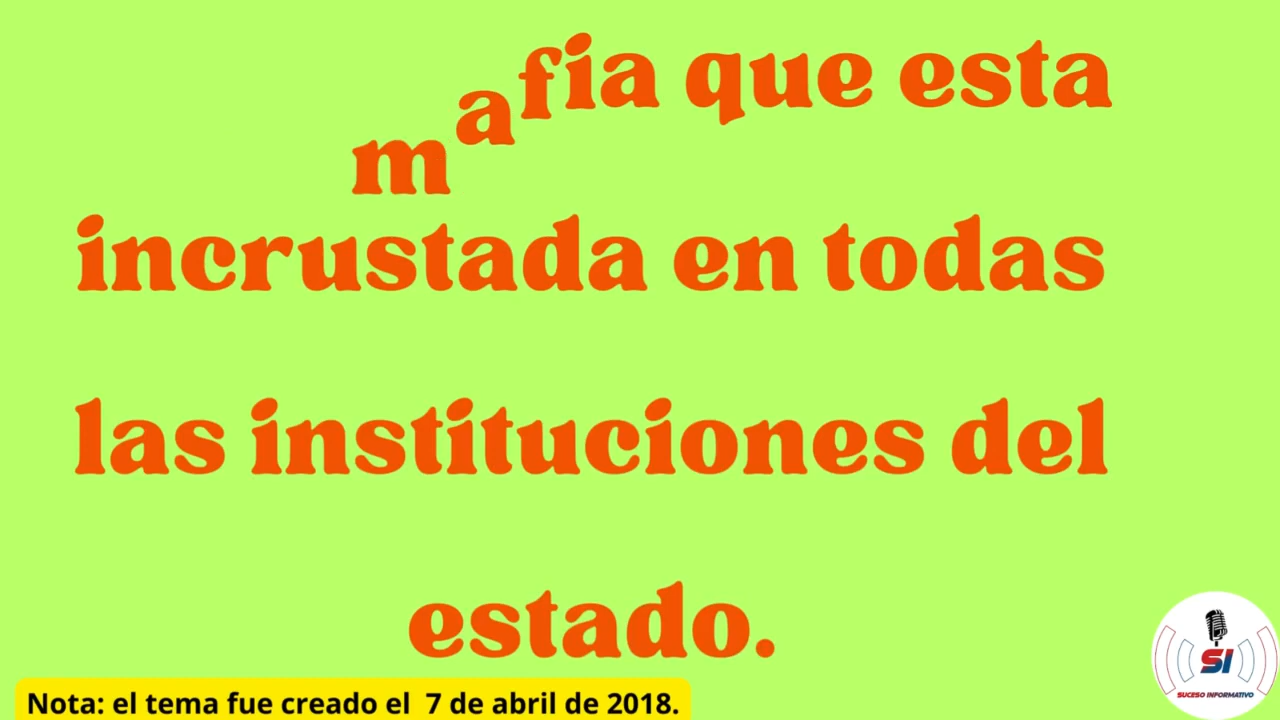 mafia que esta
incrustada en todas
las instituciones del
estado.
Nota: el tema fue creado el  7 de abril de 2018.
SI
SUCESO INFORMATIVO